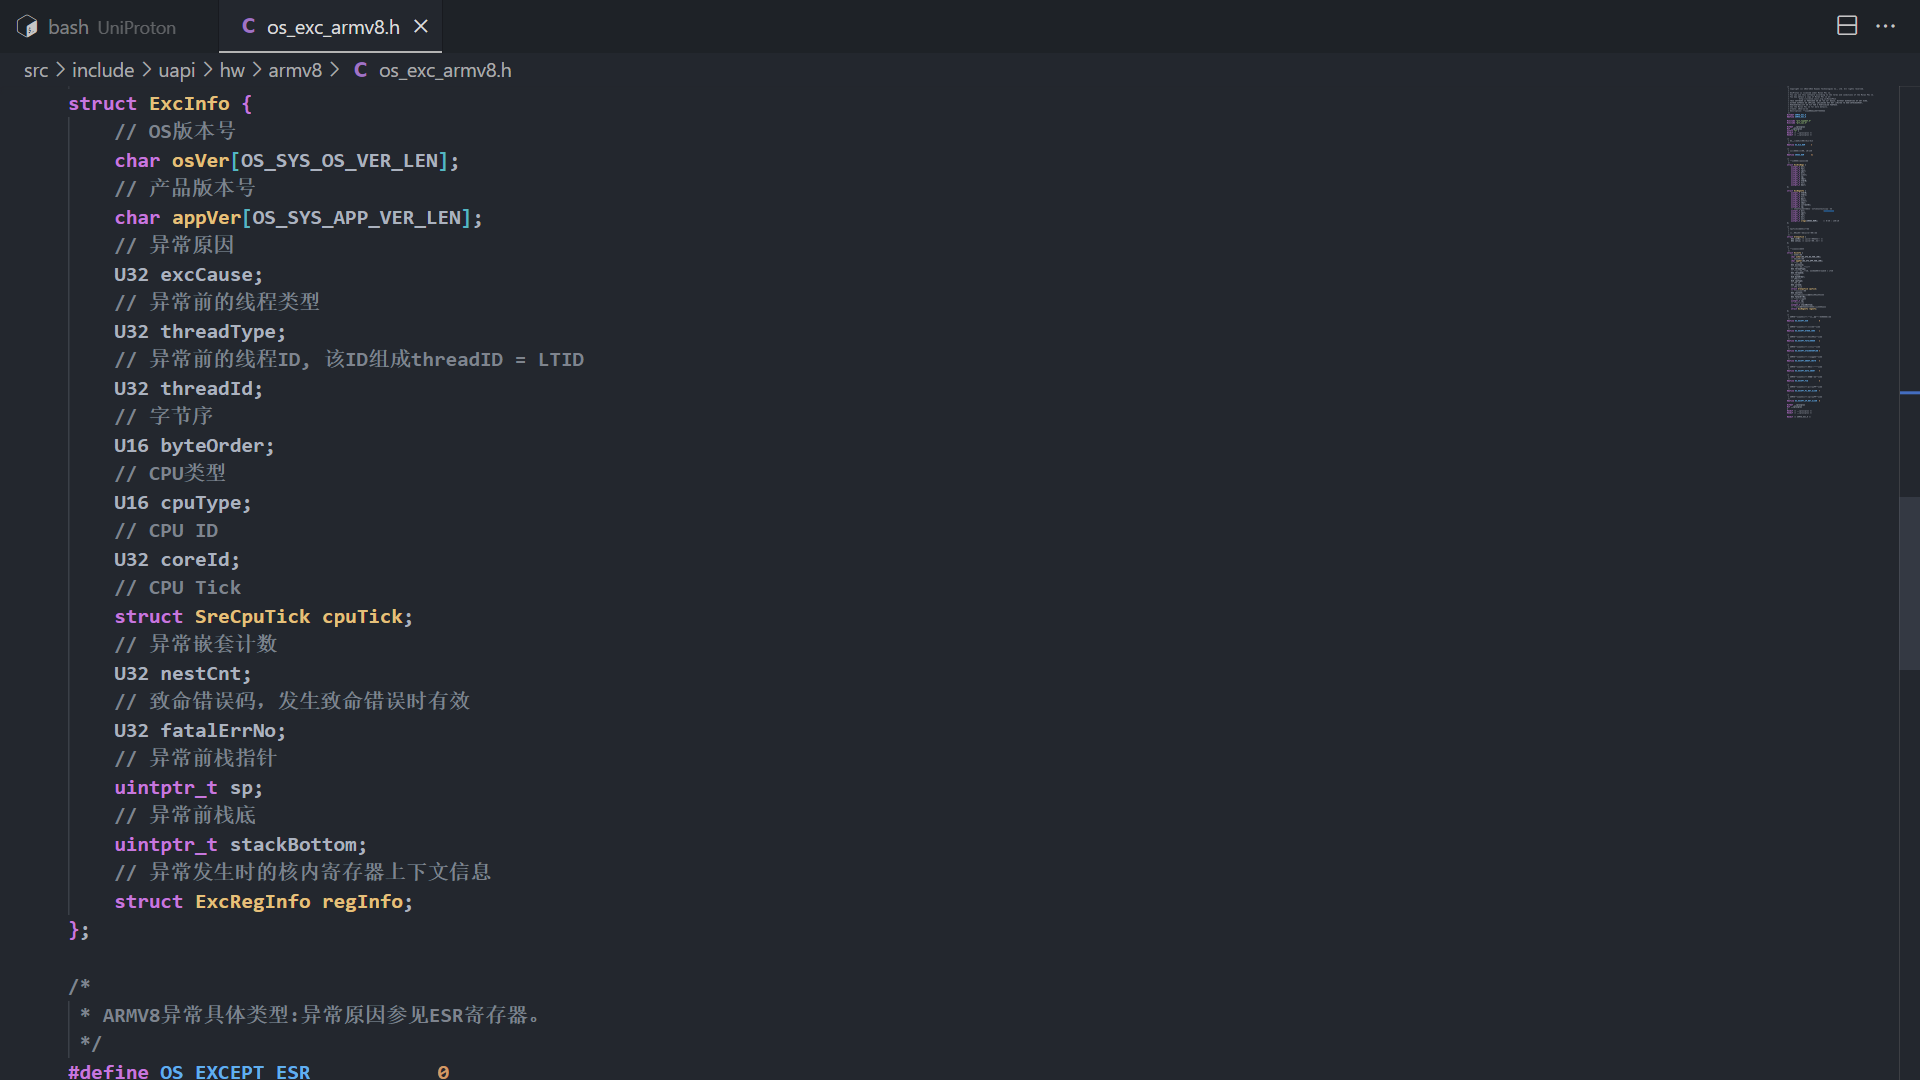 bash UniProton
C os_exc_armv8.h
src > include > uapi > hw > armv8 > C os_exc_armv8.h
struct ExcInfo {
    // OS版本号
    char osVer[OS_SYS_OS_VER_LEN];
    // 产品版本号
    char appVer[OS_SYS_APP_VER_LEN];
    // 异常原因
    U32 excCause;
    // 异常前的线程类型
    U32 threadType;
    // 异常前的线程ID, 该ID组成threadID = LTID
    U32 threadId;
    // 字节序
    U16 byteOrder;
    // CPU类型
    U16 cpuType;
    // CPU ID
    U32 coreId;
    // CPU Tick
    struct SreCpuTick cpuTick;
    // 异常嵌套计数
    U32 nestCnt;
    // 致命错误码，发生致命错误时有效
    U32 fatalErrNo;
    // 异常前栈指针
    uintptr_t sp;
    // 异常前栈底
    uintptr_t stackBottom;
    // 异常发生时的核内寄存器上下文信息
    struct ExcRegInfo regInfo;
};
/*
 * ARMV8异常具体类型:异常原因参见ESR寄存器。
 */
#define OS_EXCEPT_ESR           0